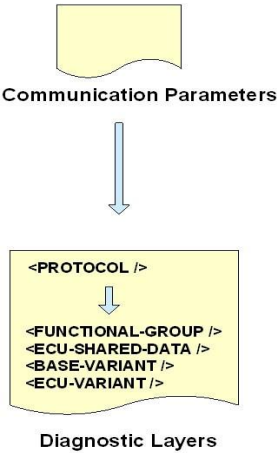 Communication Parameters
<PROTOCOL />
<FUNCTIONAL-GROUP />
<ECU-SHARED-DATA />
<BASE-VARIANT />
<ECU-VARIANT />
Diagnostic Layers